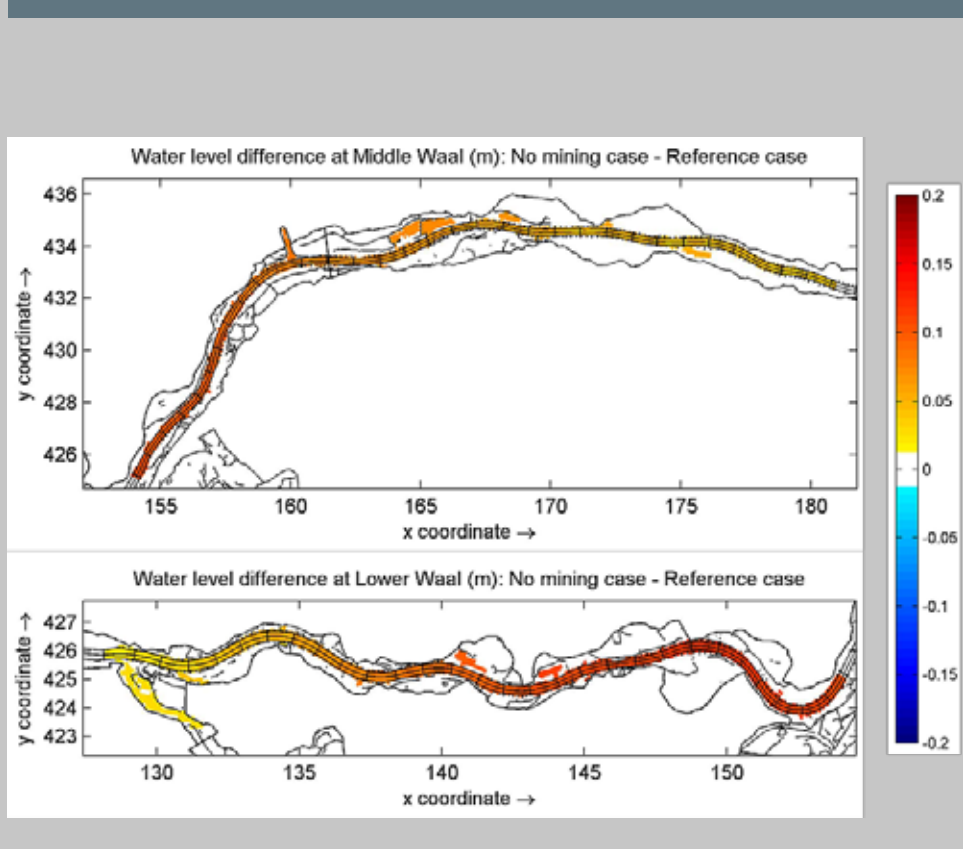 Water level difference at Middle Waal (m): No mining case - Reference case
436
434
432
430
428
426
y coordinate →
155 160 165 170 175 180
x coordinate →
Water level difference at Lower Waal (m): No mining case - Reference case
427
426
425
424
423
y coordinate →
130 135 140 145 150
x coordinate →
0.2
0.15
0.1
0.05
0
-0.05
-0.1
-0.15
-0.2